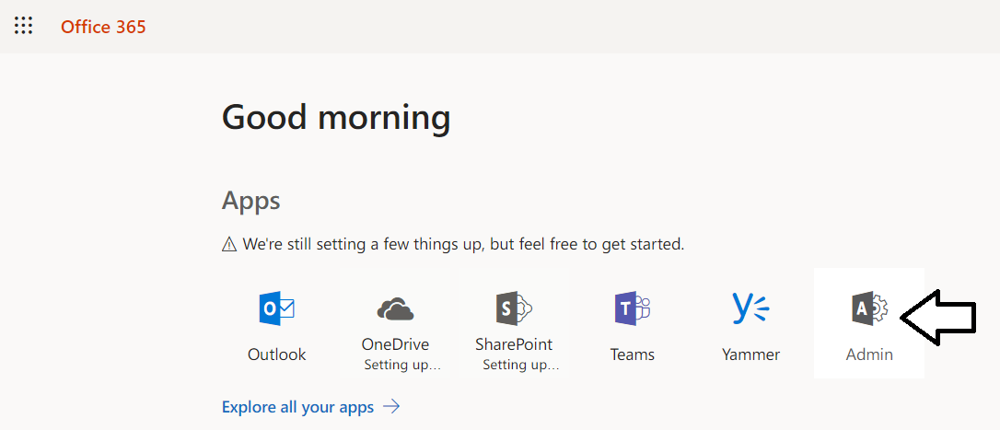 Office 365
Good morning
Apps
We're still setting a few things up, but feel free to get started.
Outlook
OneDrive
Setting up...
SharePoint
Setting up...
Teams
Yammer
Admin
Explore all your apps